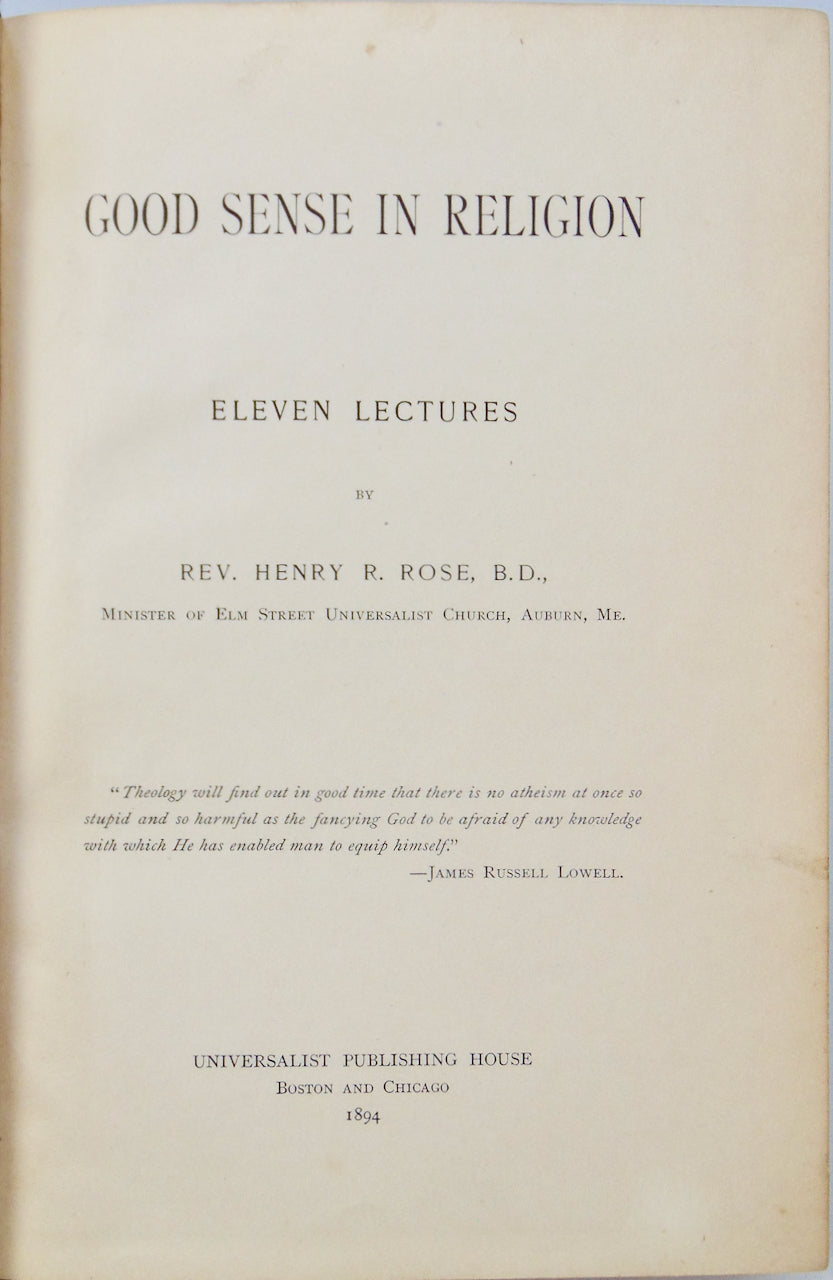 GOOD SENSE IN RELIGION
ELEVEN LECTURES
BY
REV. HENRY R. ROSE, B.D.,
MINISTER OF ELM STREET UNIVERSALIST CHURCH, AUBURN, ME.
“Theology will find out in good time that there is no atheism at once so
stupid and so harmful as the fancying God to be afraid of any knowledge
with which He has enabled man to equip himself.”
—JAMES RUSSELL LOWELL.
UNIVERSALIST PUBLISHING HOUSE
BOSTON AND CHICAGO
1894